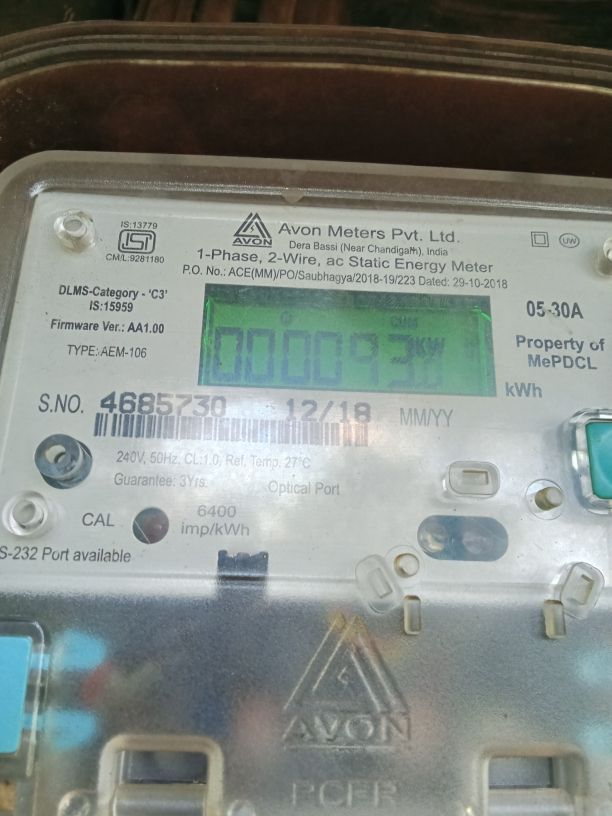 IS:13779
CM/L:9281180
AVON
Avon Meters Pvt. Ltd.
Dera Bassi (Near Chandigarh), India
1-Phase, 2-Wire, ac Static Energy Meter
P.O. No.: ACE(MM)/PO/Saubhagya/2018-19/223 Dated: 29-10-2018
UW
DLMS-Category - 'C3'
IS:15959
Firmware Ver.: AA1.00
TYPE: AEM-106
CUM
KW
05-30A
Property of
MePDCL
kWh
S.NO. 4685730 12/18 MM/YY
240V, 50Hz, CL:1.0, Ref. Temp. 27°C
Guarantee: 3Yrs.
Optical Port
CAL
6400
imp/kWh
S-232 Port available
AVON